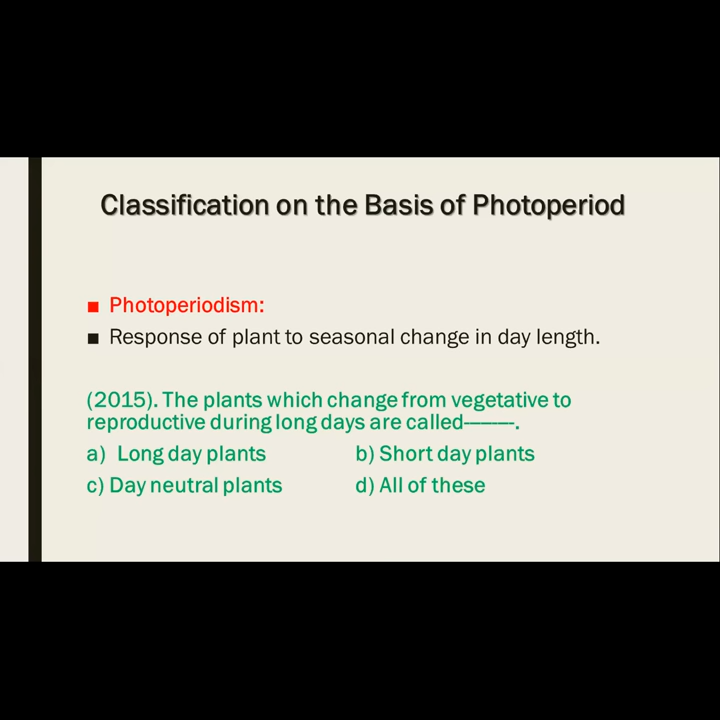 Classification on the Basis of Photoperiod
■ Photoperiodism:
■ Response of plant to seasonal change in day length.
(2015). The plants which change from vegetative to
reproductive during long days are called--------.
a) Long day plants b) Short day plants
c) Day neutral plants d) All of these